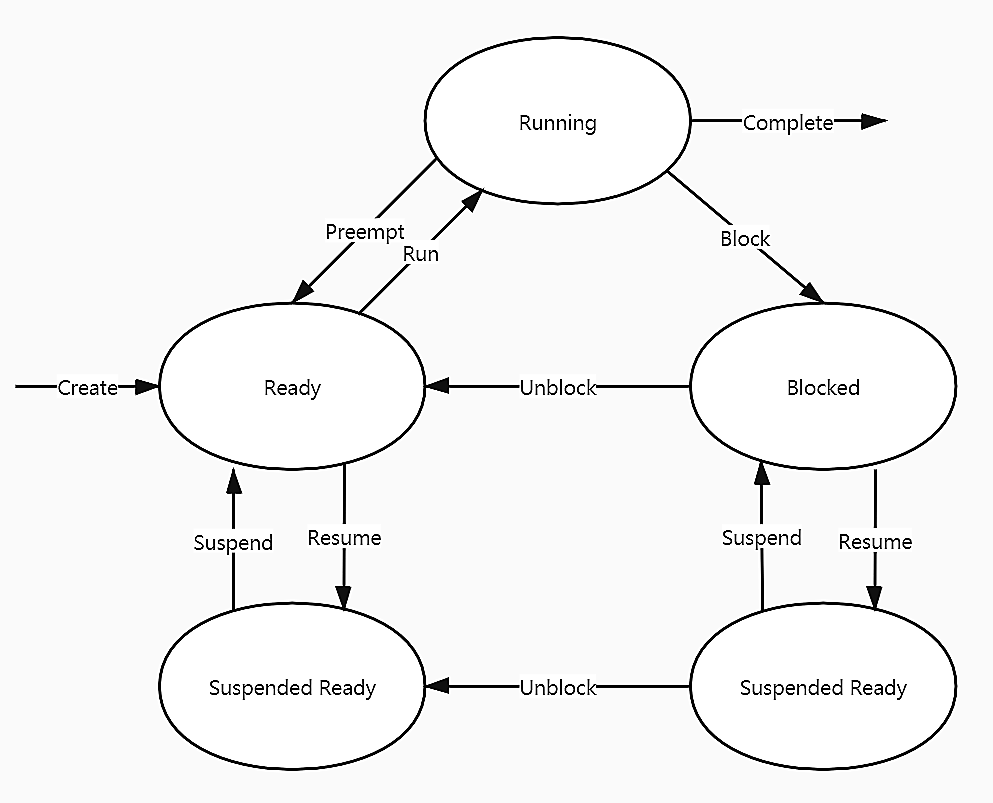 Running
Complete
Preempt
Run
Block
Create
Ready
Unblock
Blocked
Suspend
Resume
Suspend
Resume
Suspended Ready
Unblock
Suspended Ready